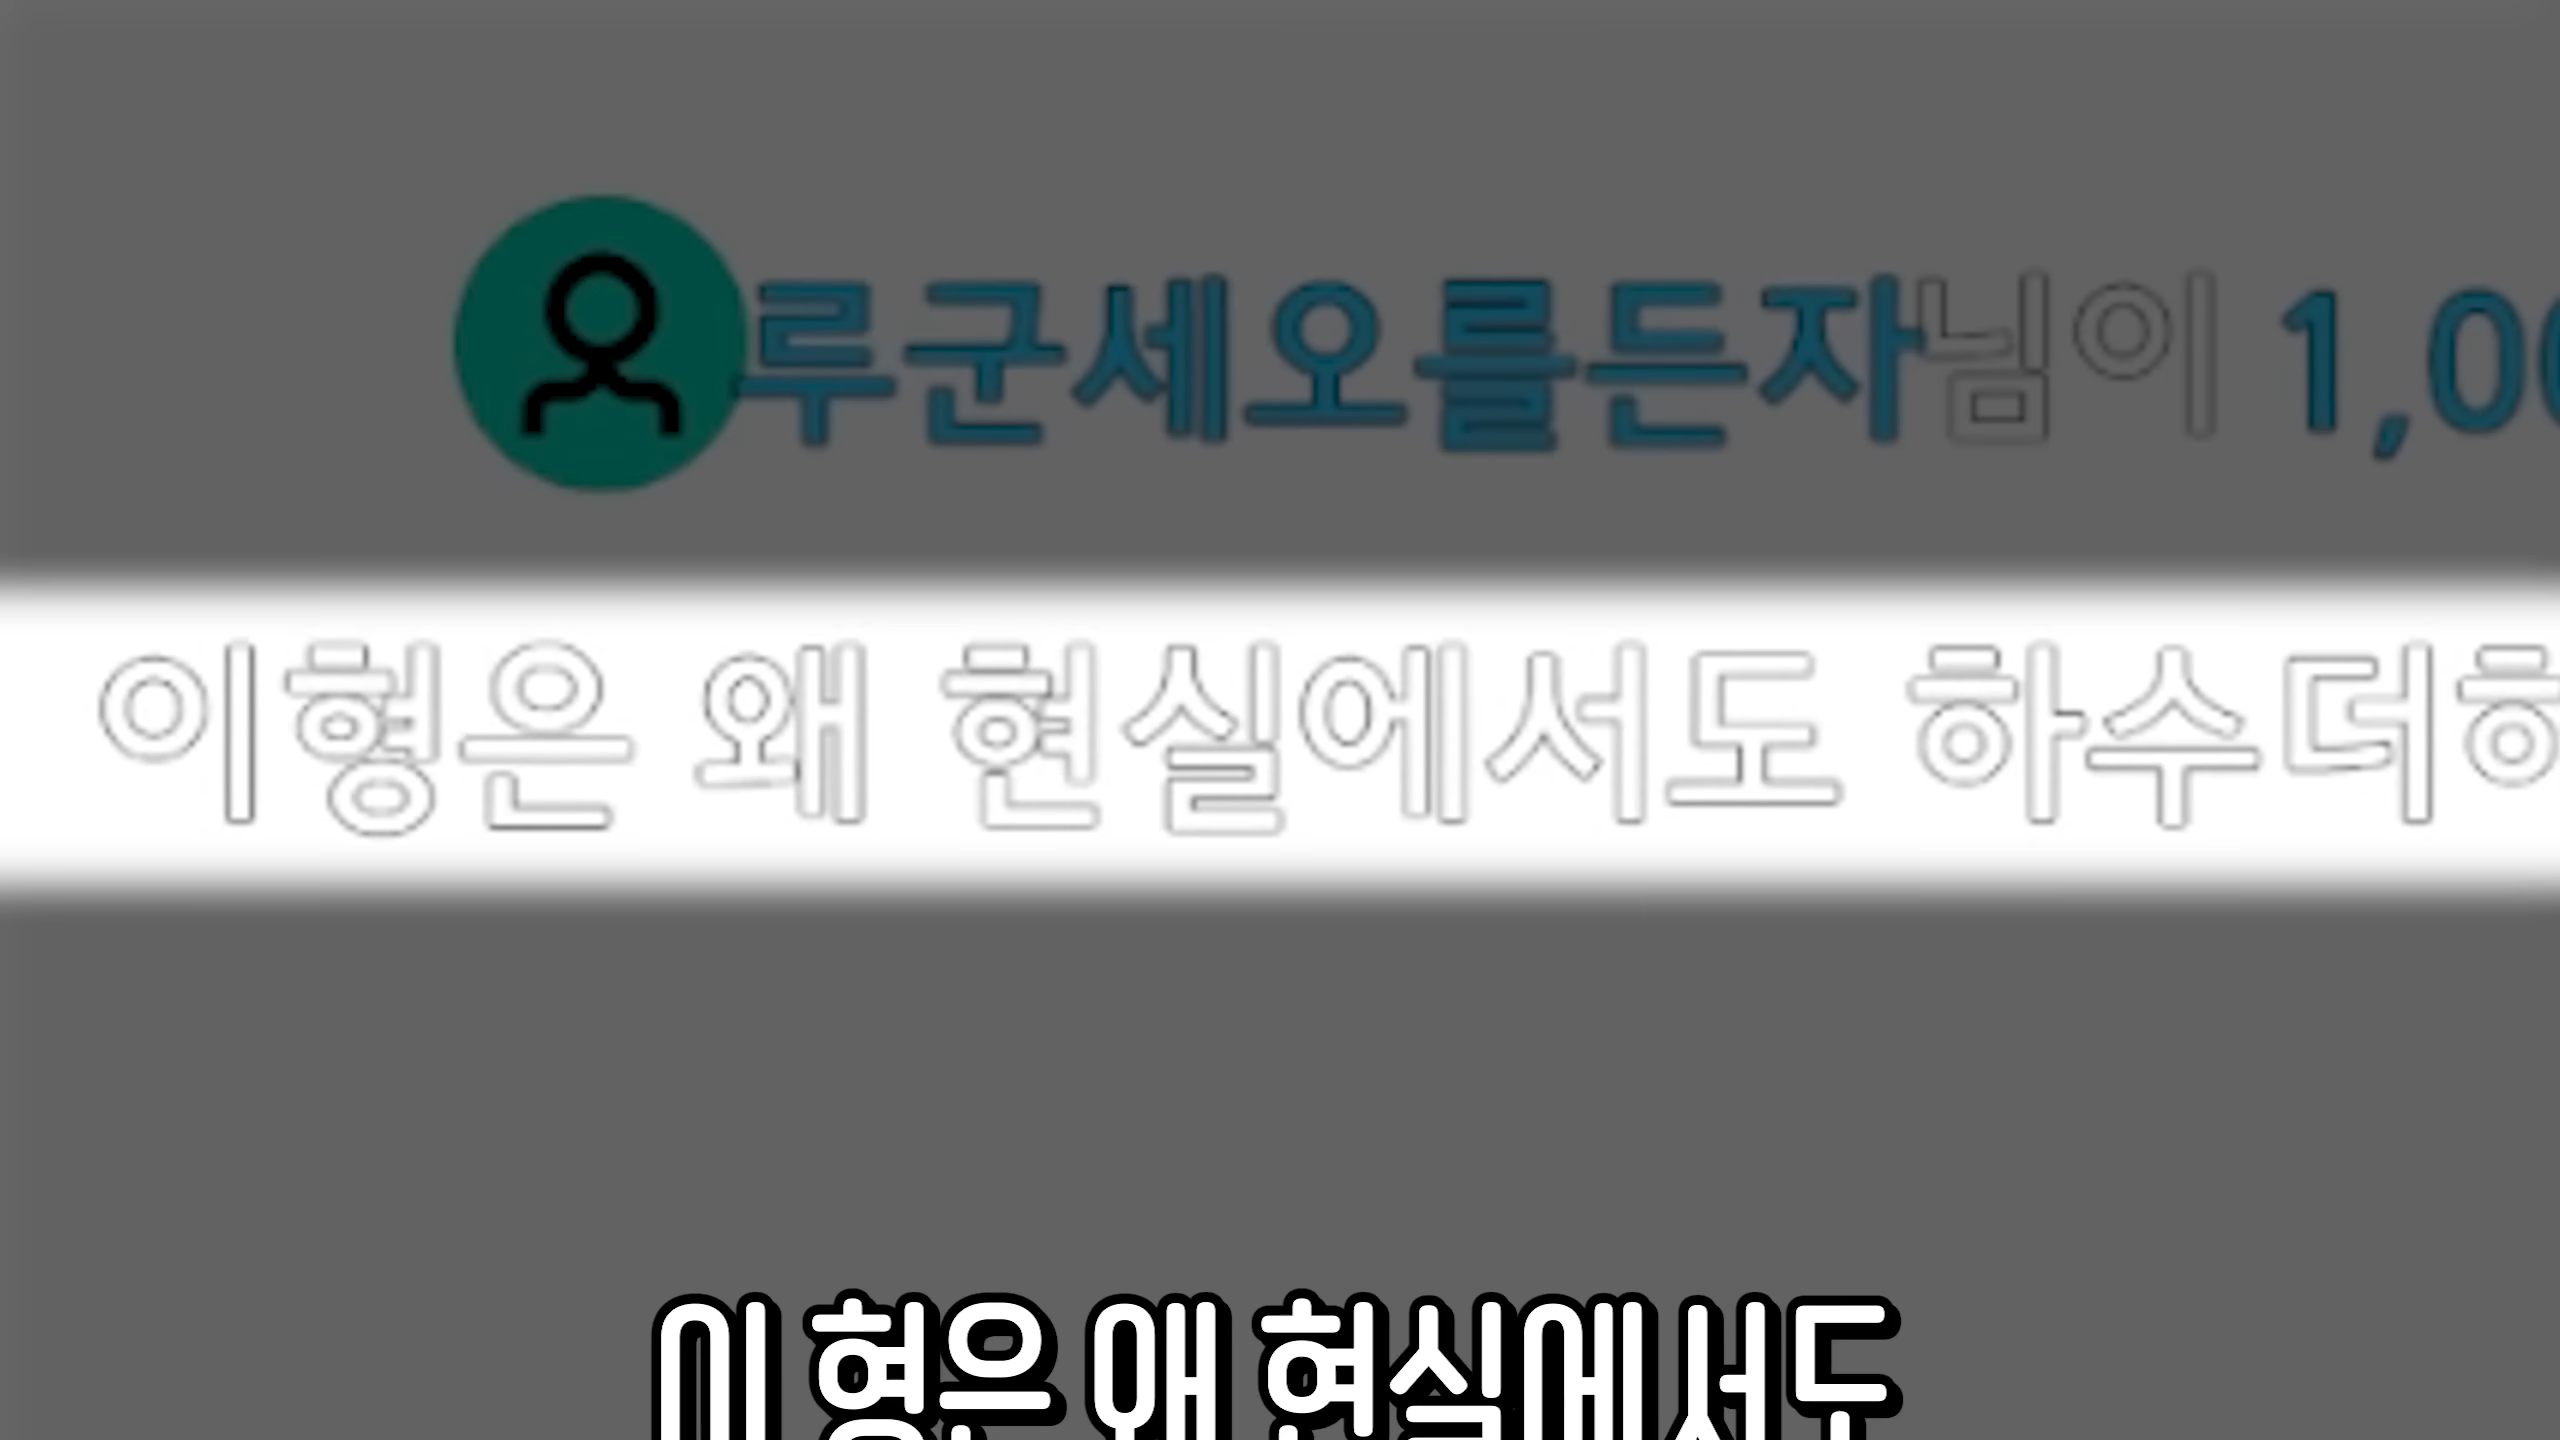 루군세오를든자님이 1,00
이형은 왜 현실에서도 하수더하
이 형은 왜 현실에서도